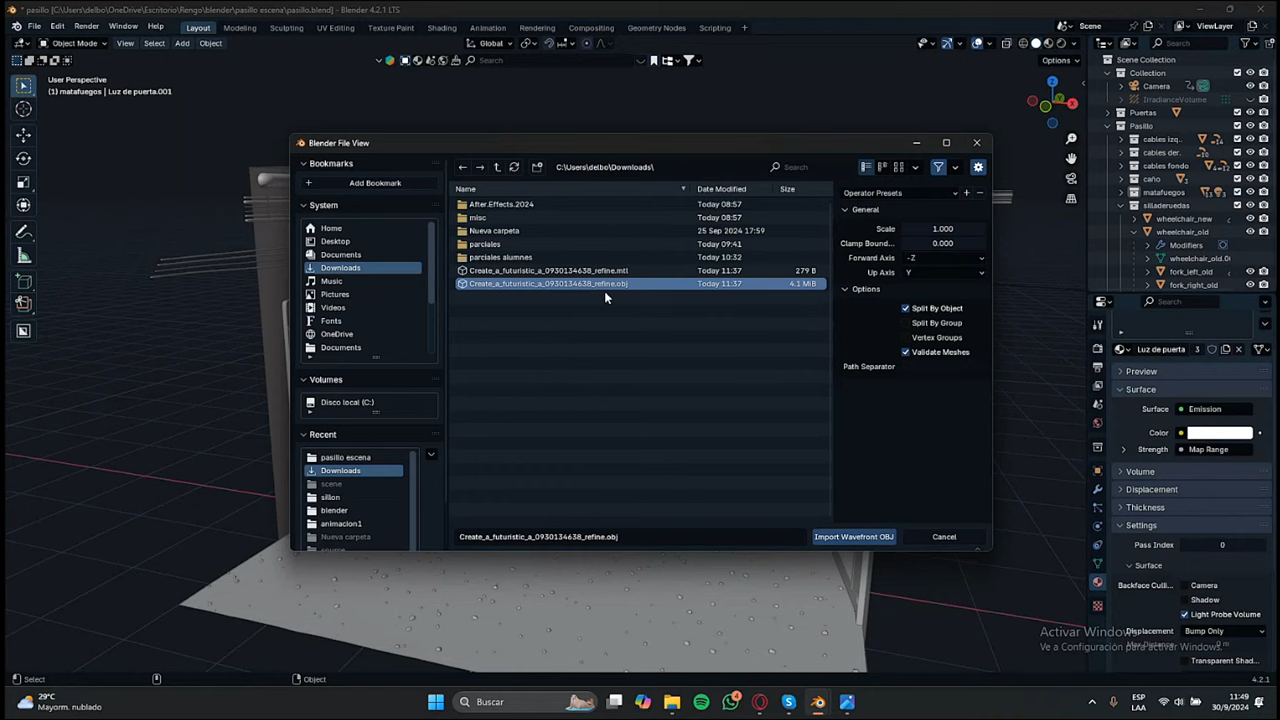 * pasillo [C:\Users\delbo\OneDrive\Escritorio\Rengo\blender\pasillo escena\pasillo.blend] - Blender 4.2.1 LTS
File Edit Render Window Help Layout Modeling Sculpting UV Editing Texture Paint Shading Animation Rendering Compositing Geometry Nodes Scripting Scene ViewLayer
Object Mode View Select Add Object Global Search
Search Options
User Perspective
(1) matafuegos | Luz de puerta.001
Scene Collection
Collection
Camera
IrradianceVolume
Puertas
Pasillo
cables izq.
cables der.
cables fondo
caño
matafuegos
silladeruedas
wheelchair_new
wheelchair_old
Modifiers
wheelchair_old.0
fork_left_old
fork_right_old
Blender File View
Bookmarks
Add Bookmark
System
Home
Desktop
Documents
Downloads
Music
Pictures
Videos
Fonts
OneDrive
Documents
Volumes
Disco local (C:)
Recent
pasillo escena
Downloads
scene
sillon
blender
animacion1
Nueva carpeta
C:\Users\delbo\Downloads\ Search
Name Date Modified Size
After.Effects.2024 Today 08:57
misc Today 08:57
Nueva carpeta 25 Sep 2024 17:59
parciales Today 09:41
parciales alumnes Today 10:32
Create_a_futuristic_a_0930134638_refine.mtl Today 11:37 279 B
Create_a_futuristic_a_0930134638_refine.obj Today 11:37 4.1 MiB
Operator Presets
General
Scale 1.000
Clamp Bound... 0.000
Forward Axis -Z
Up Axis Y
Options
Split By Object
Split By Group
Vertex Groups
Validate Meshes
Path Separator
Create_a_futuristic_a_0930134638_refine.obj Import Wavefront OBJ Cancel
Search
Luz de puerta 3
Preview
Surface
Surface Emission
Color
Strength Map Range
Volume
Displacement
Thickness
Settings
Pass Index 0
Surface
Backface Culli... Camera
Shadow
Light Probe Volume
Displacement Bump Only
Transparent Shad...
Activar Windows
Ve a Configuración para activar Windows.
Select Object 4.2.1
29°C
Mayorm. nublado
Buscar
4
ESP
LAA
11:49
30/9/2024